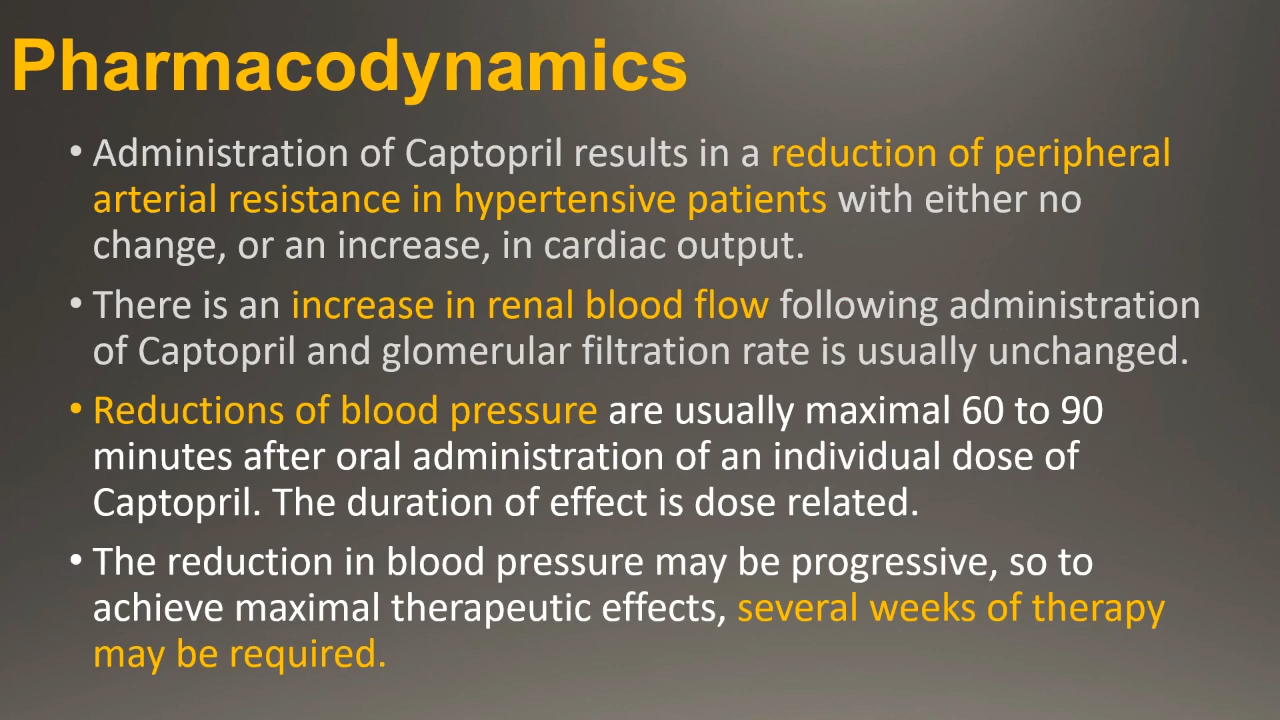 Pharmacodynamics
• Administration of Captopril results in a reduction of peripheral
arterial resistance in hypertensive patients with either no
change, or an increase, in cardiac output.
• There is an increase in renal blood flow following administration
of Captopril and glomerular filtration rate is usually unchanged.
• Reductions of blood pressure are usually maximal 60 to 90
minutes after oral administration of an individual dose of
Captopril. The duration of effect is dose related.
• The reduction in blood pressure may be progressive, so to
achieve maximal therapeutic effects, several weeks of therapy
may be required.